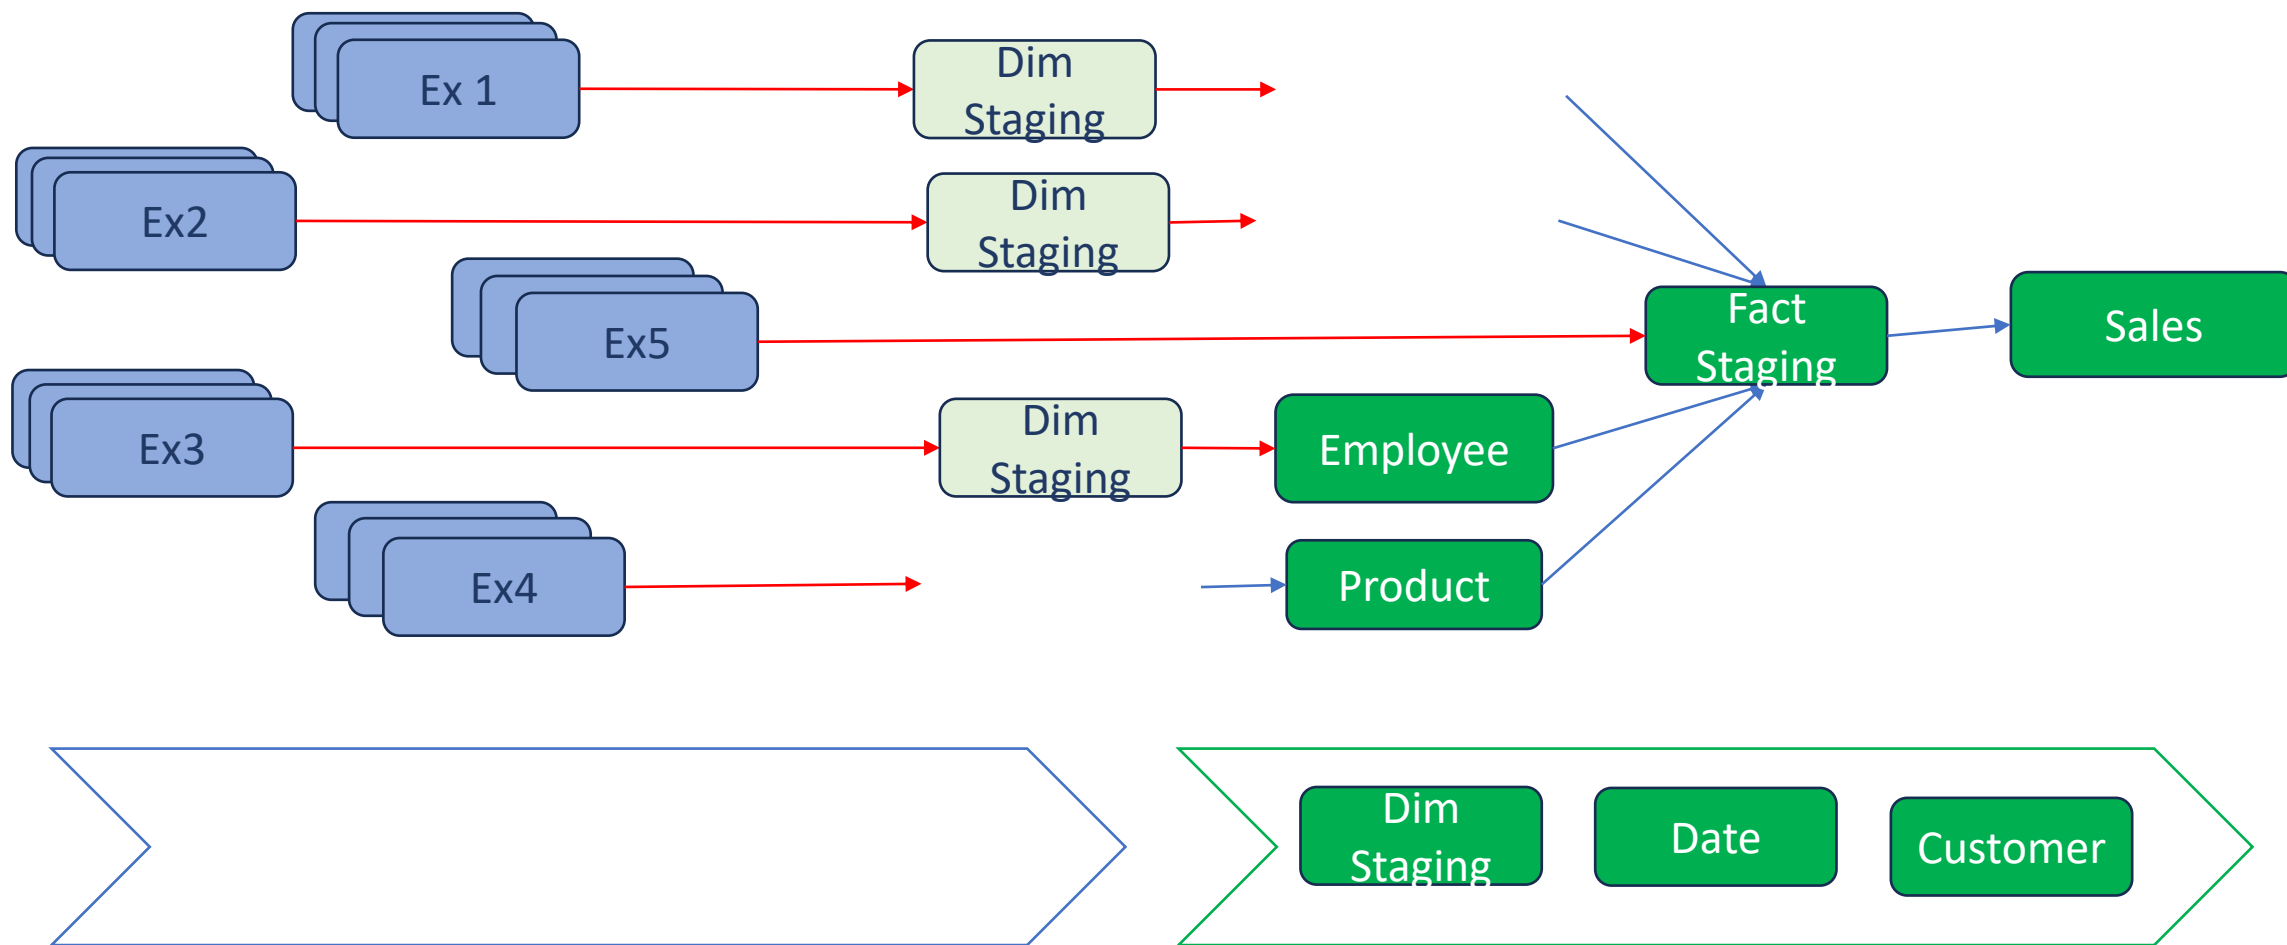 Ex 1
Dim
Staging
Ex2
Dim
Staging
Ex5
Fact
Staging
Sales
Ex3
Dim
Staging
Employee
Ex4
Product
Dim
Staging
Date
Customer